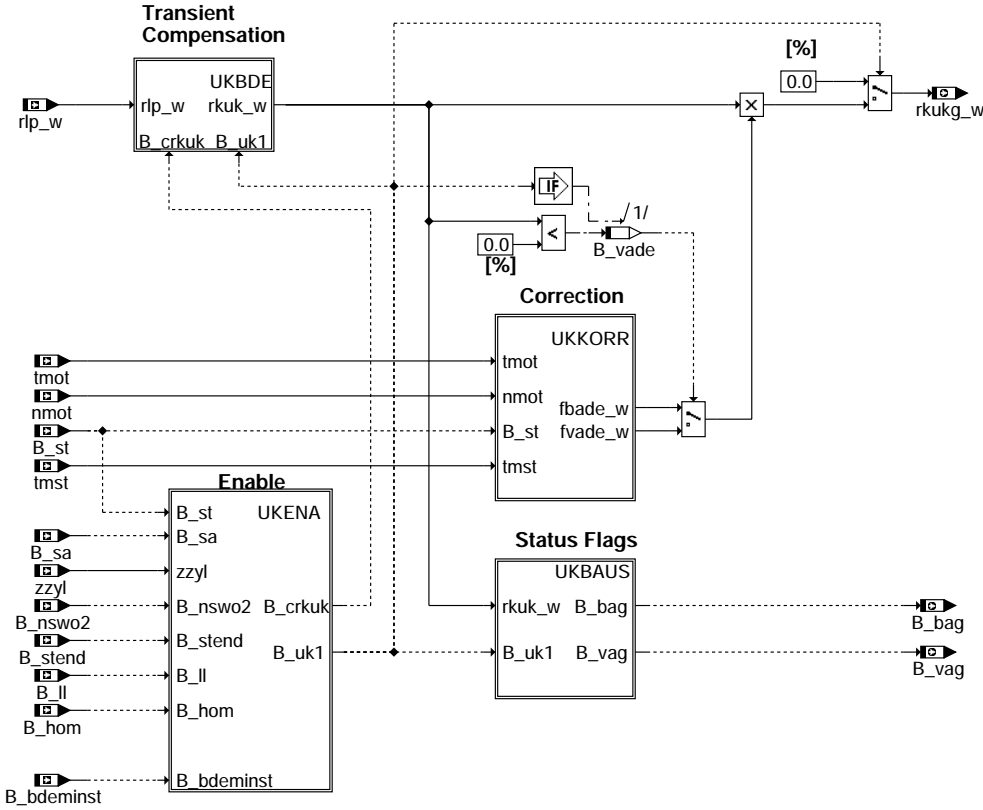 Transient
Compensation
[%]
UKBDE
0.0
rlp_w rkuk_w
rlp_w
rkukg_w
B_crkuk B_uk1
IF
/1/
<
0.0
B_vade
[%]
Correction
UKKORR
tmot
tmot
nmot
nmot
fbade_w
B_st
fvade_w
B_st
tmst
tmst
Enable
B_st
UKENA
B_sa
B_sa
Status Flags
UKBAUS
zzyl
zzyl
B_nswo2 B_crkuk
rkuk_w B_bag
B_nswo2
B_bag
B_stend
B_uk1
B_uk1 B_vag
B_stend
B_vag
B_ll
B_ll
B_hom
B_hom
B_bdeminst
B_bdeminst